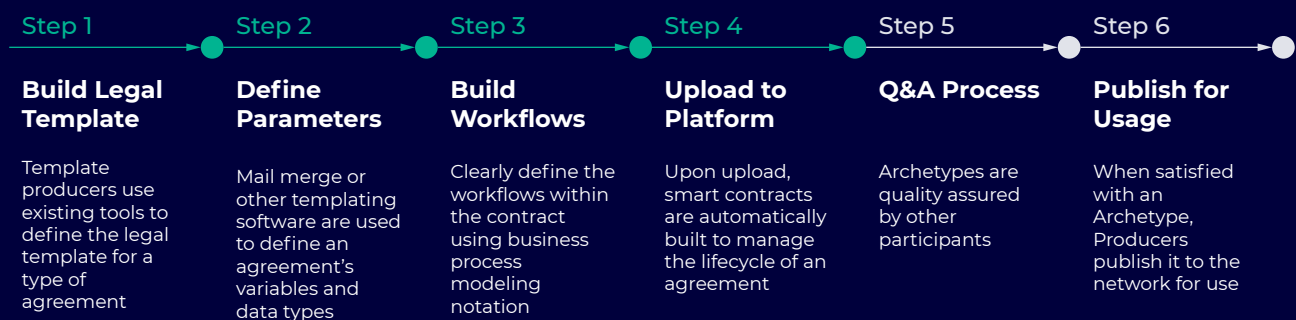 Step 1
Build Legal
Template
Template
producers use
existing tools to
define the legal
template for a
type of
agreement
Step 2
Define
Parameters
Mail merge or
other templating
software are used
to define an
agreement's
variables and
data types
Step 3
Build
Workflows
Clearly define the
workflows within
the contract
using business
process
modeling
notation
Step 4
Upload to
Platform
Upon upload,
smart contracts
are automatically
built to manage
the lifecycle of an
agreement
Step 5
Q&A Process
Archetypes are
quality assured
by other
participants
Step 6
Publish for
Usage
When satisfied
with an
Archetype,
Producers
publish it to the
network for use